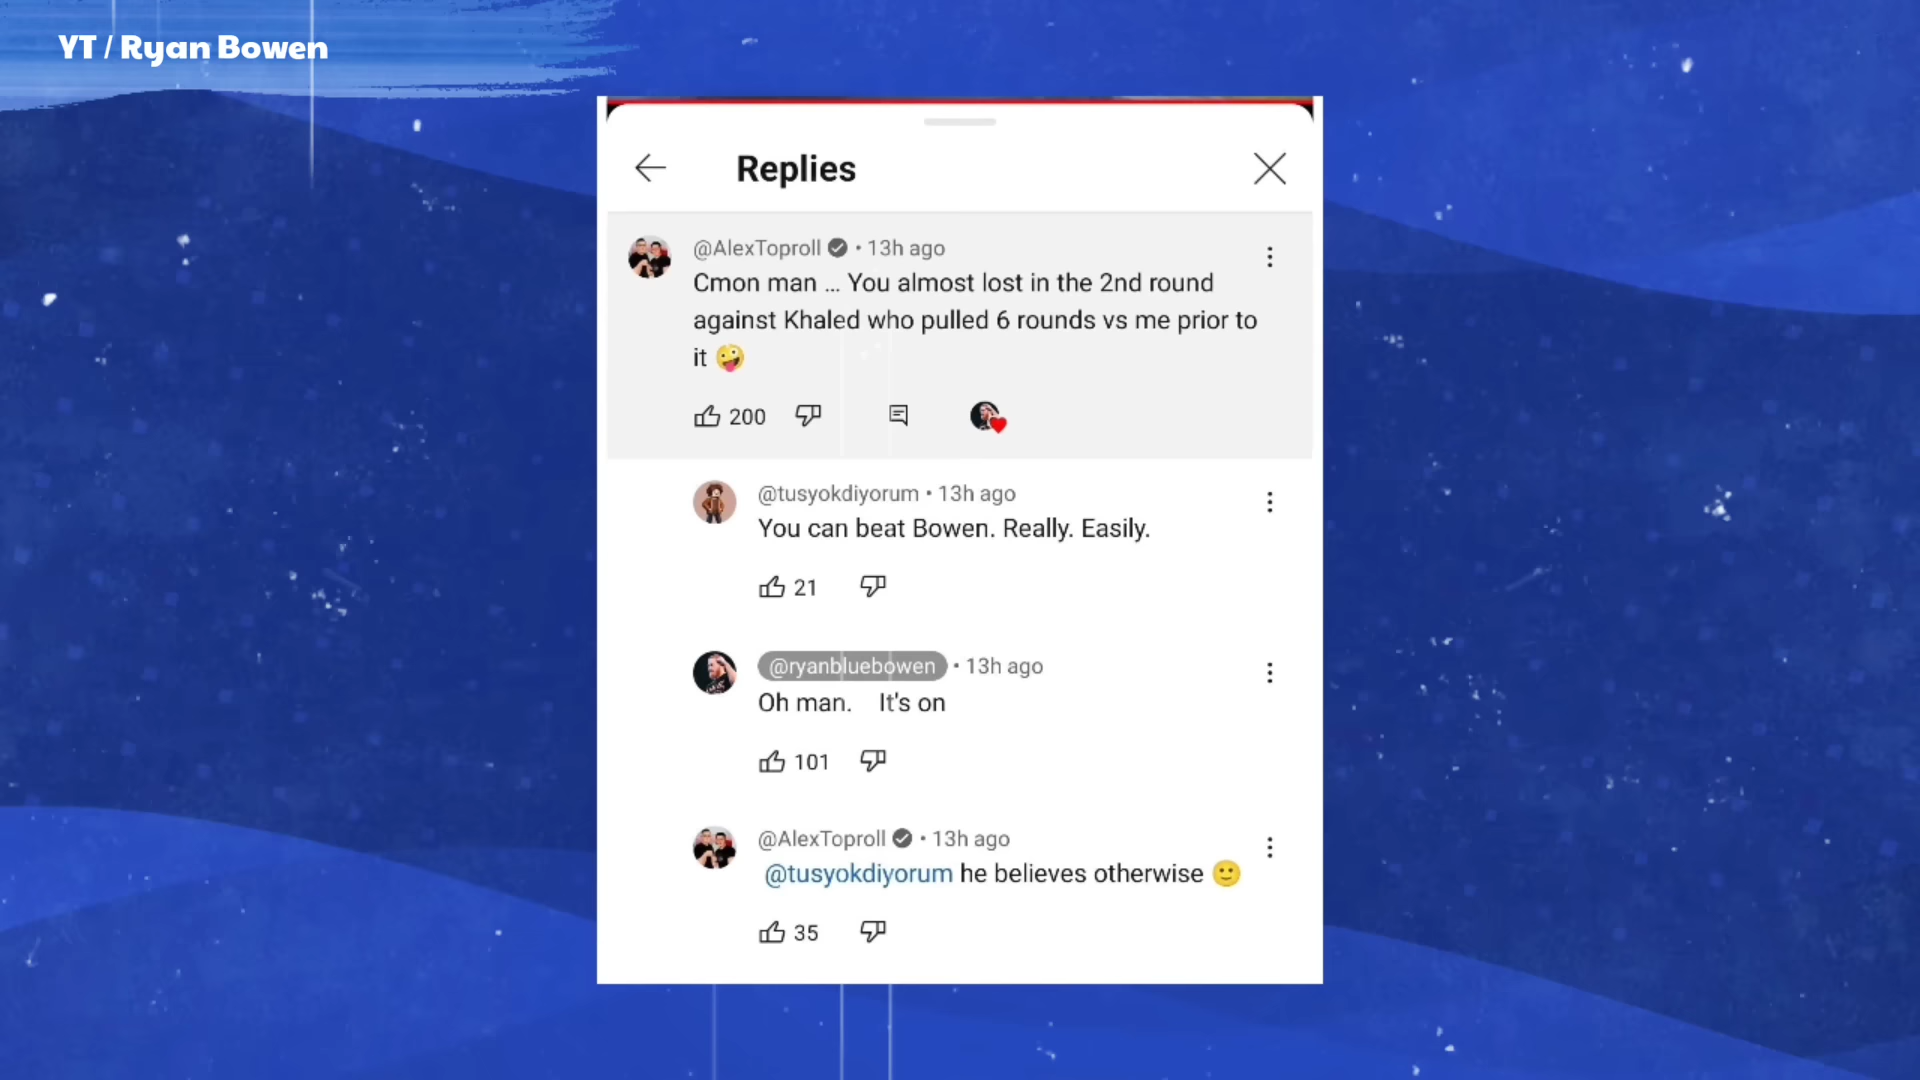 YT / Ryan Bowen
Replies
@AlexToproll • 13h ago
Cmon man ... You almost lost in the 2nd round
against Khaled who pulled 6 rounds vs me prior to
it 🤪
200
@tusyokdiyorum • 13h ago
You can beat Bowen. Really. Easily.
21
@ryanbluebowen • 13h ago
Oh man. It's on
101
@AlexToproll • 13h ago
@tusyokdiyorum he believes otherwise 🙂
35